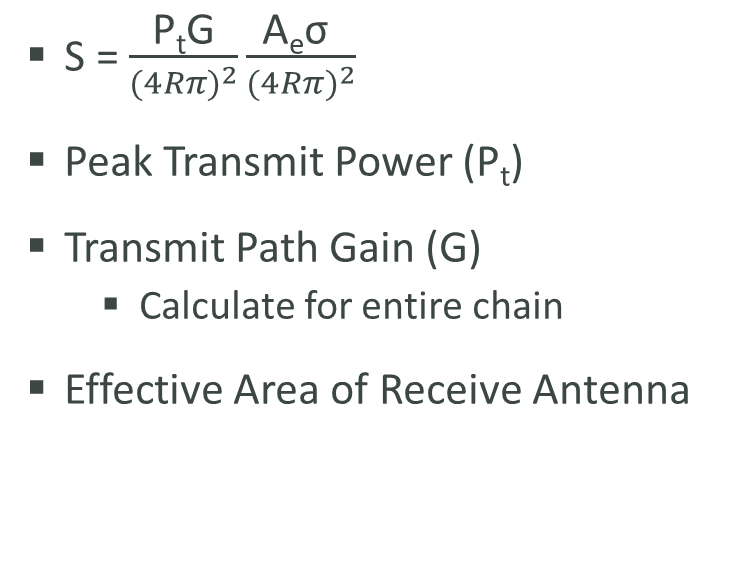 ▪ S = PₜG/(4Rπ)² Aₑσ/(4Rπ)²
▪ Peak Transmit Power (Pₜ)
▪ Transmit Path Gain (G)
▪ Calculate for entire chain
▪ Effective Area of Receive Antenna